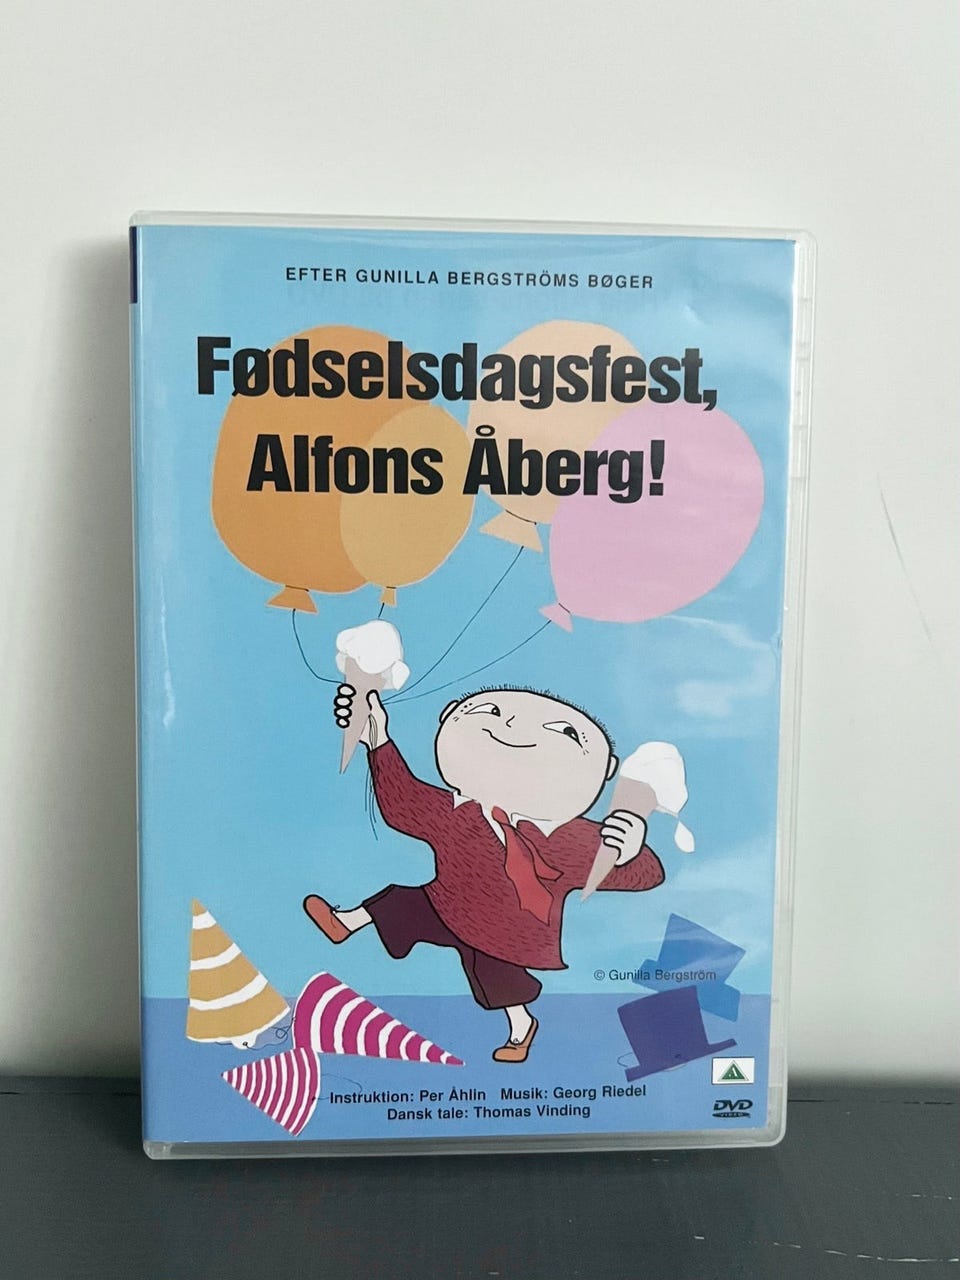 EFTER GUNILLA BERGSTRÖMS BØGER
Fødselsdagsfest,
Alfons Åberg!
© Gunilla Bergström
A
Instruktion: Per Åhlin Musik: Georg Riedel
Dansk tale: Thomas Vinding
DVD
VIDEO